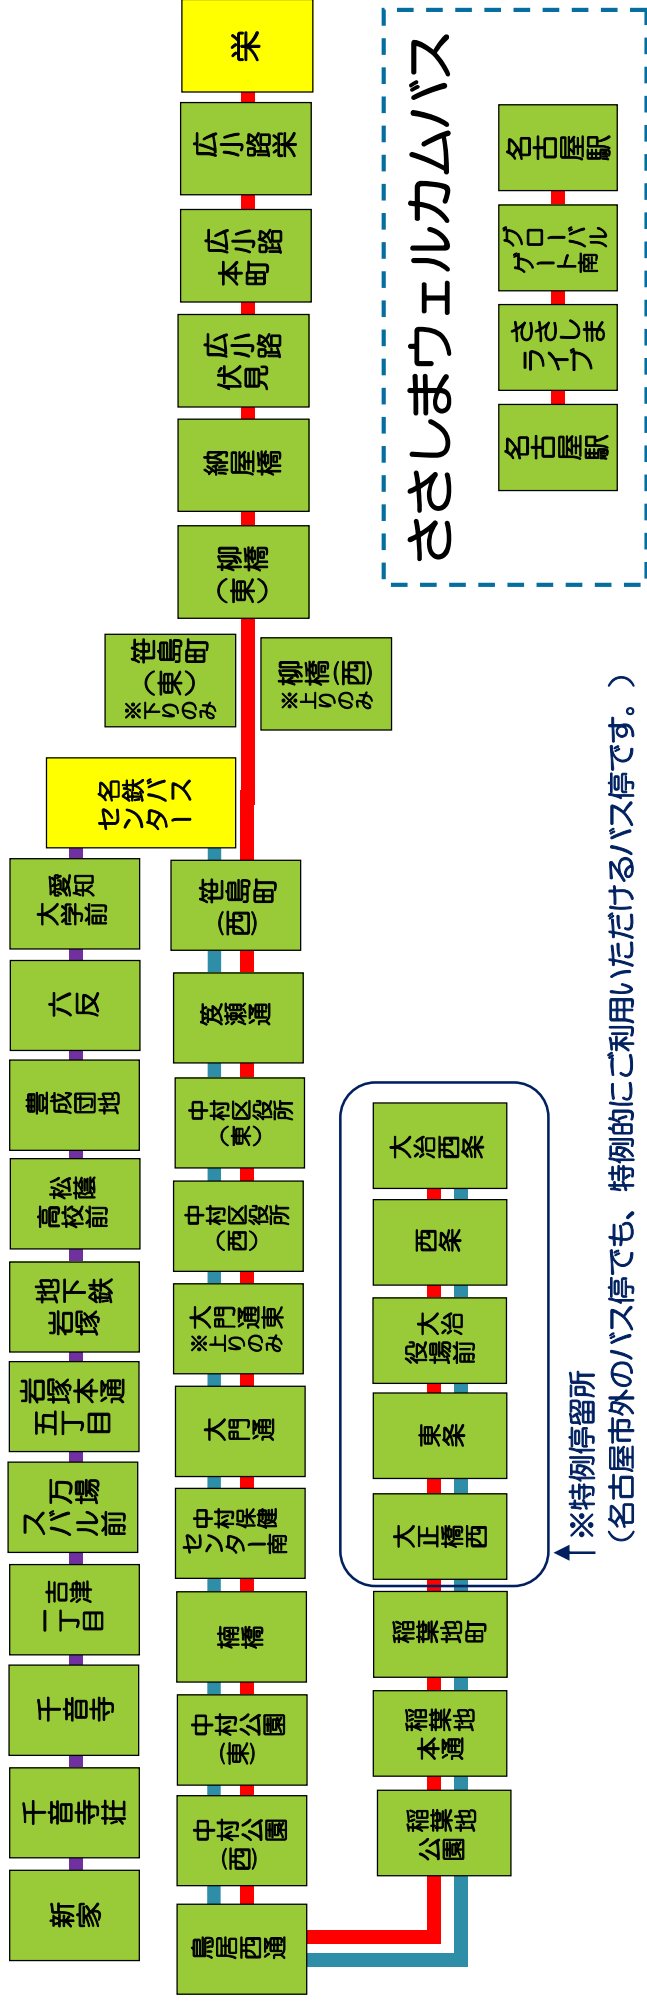 新家
千音寺荘
千音寺
吉津
一丁目
万場
スバル前
岩塚本通
五丁目
地下鉄
岩塚
松蔭
高校前
豊成団地
六反
愛知
大学前
名鉄バス
センター
笹島町
（東）
※下りのみ
柳橋(西)
※上りのみ
柳橋
（東）
納屋橋
広小路
伏見
広小路
本町
広小路栄
栄
鳥居西通
中村公園
(西)
中村公園
(東)
楠橋
中村保健
センター南
大門通
大門通東
※上りのみ
中村区役所
（西）
中村区役所
（東）
笈瀬通
笹島町
(西)
稲葉地
公園
稲葉地
本通
稲葉地町
大正橋西
東条
大治
役場前
西条
大治西条
※特例停留所
（名古屋市外のバス停でも、特例的にご利用いただけるバス停です。）
ささしまウェルカムバス
名古屋駅
ささしま
ライブ
グローバル
ゲート南
名古屋駅